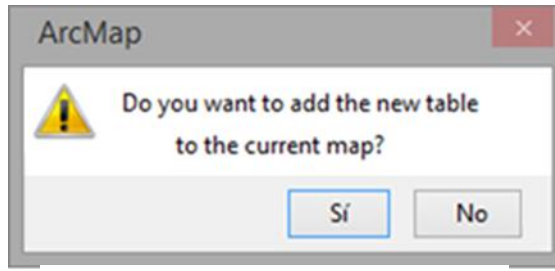 ArcMap
Do you want to add the new table
to the current map?
Sí
No